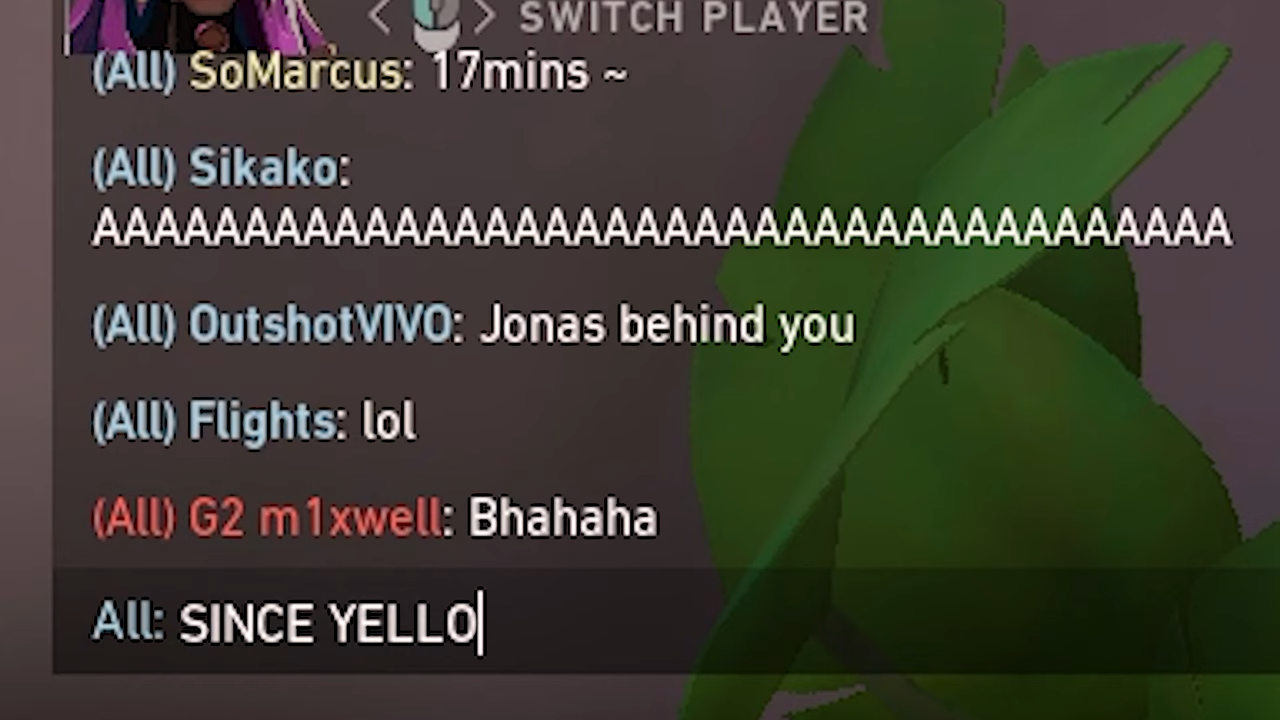 SWITCH PLAYER
(All) SoMarcus: 17mins ~
(All) Sikako:
AAAAAAAAAAAAAAAAAAAAAAAAAAAAAAAAAAAAAA
(All) OutshotVIVO: Jonas behind you
(All) Flights: lol
(All) G2 m1xwell: Bhahaha
All: SINCE YELLO